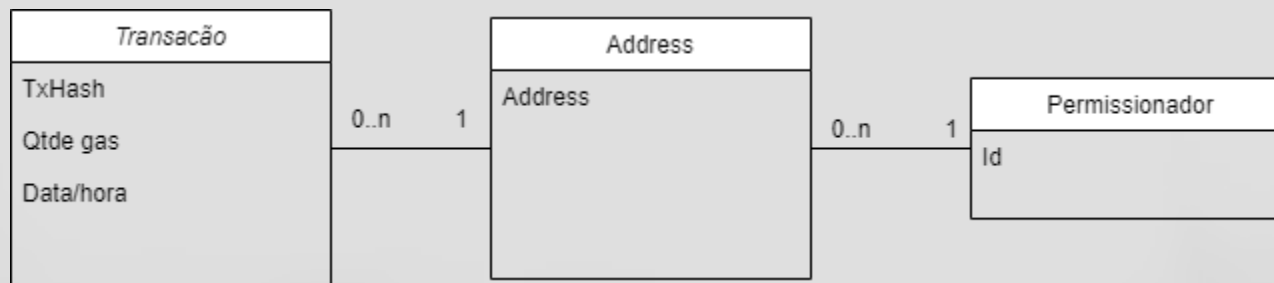 Transacão
TxHash
Qtde gas
Data/hora
0..n
1
Address
Address
0..n
1
Permissionador
Id